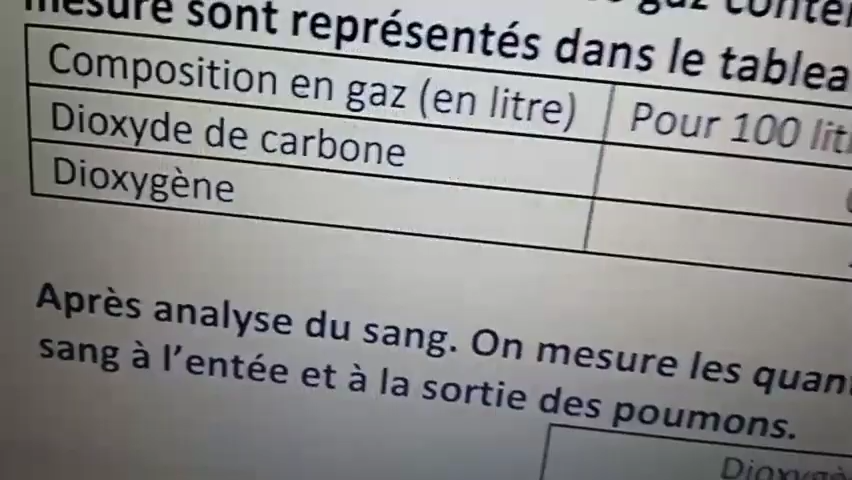 mesure sont représentés dans le tablea
Composition en gaz (en litre) Pour 100 lit
Dioxyde de carbone
Dioxygène
Après analyse du sang. On mesure les quan
sang à l'entée et à la sortie des poumons.